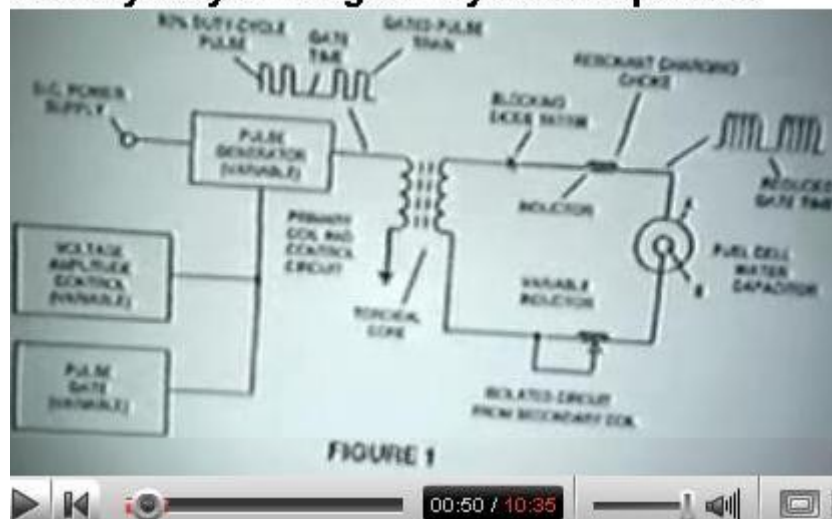 50% DUTY-CYCLE
PULSE
GATE
TIME
GATED PULSE
TRAIN
D.C. POWER
SUPPLY
PULSE
GENERATOR
(VARIABLE)
BLOCKING
DIODE
RESONANT CHARGING
CHOKE
REDUCED
GATE TIME
INDUCTOR
A
B
FUEL CELL
WATER
CAPACITOR
VOLTAGE
AMPLITUDE
CONTROL
(VARIABLE)
PRIMARY
COIL
CONTROL
CIRCUIT
TOROIDAL
CORE
VARIABLE
INDUCTOR
PULSE
GATE
(VARIABLE)
ISOLATED CIRCUIT
FROM SECONDARY COIL
FIGURE 1
00:50 / 10:35